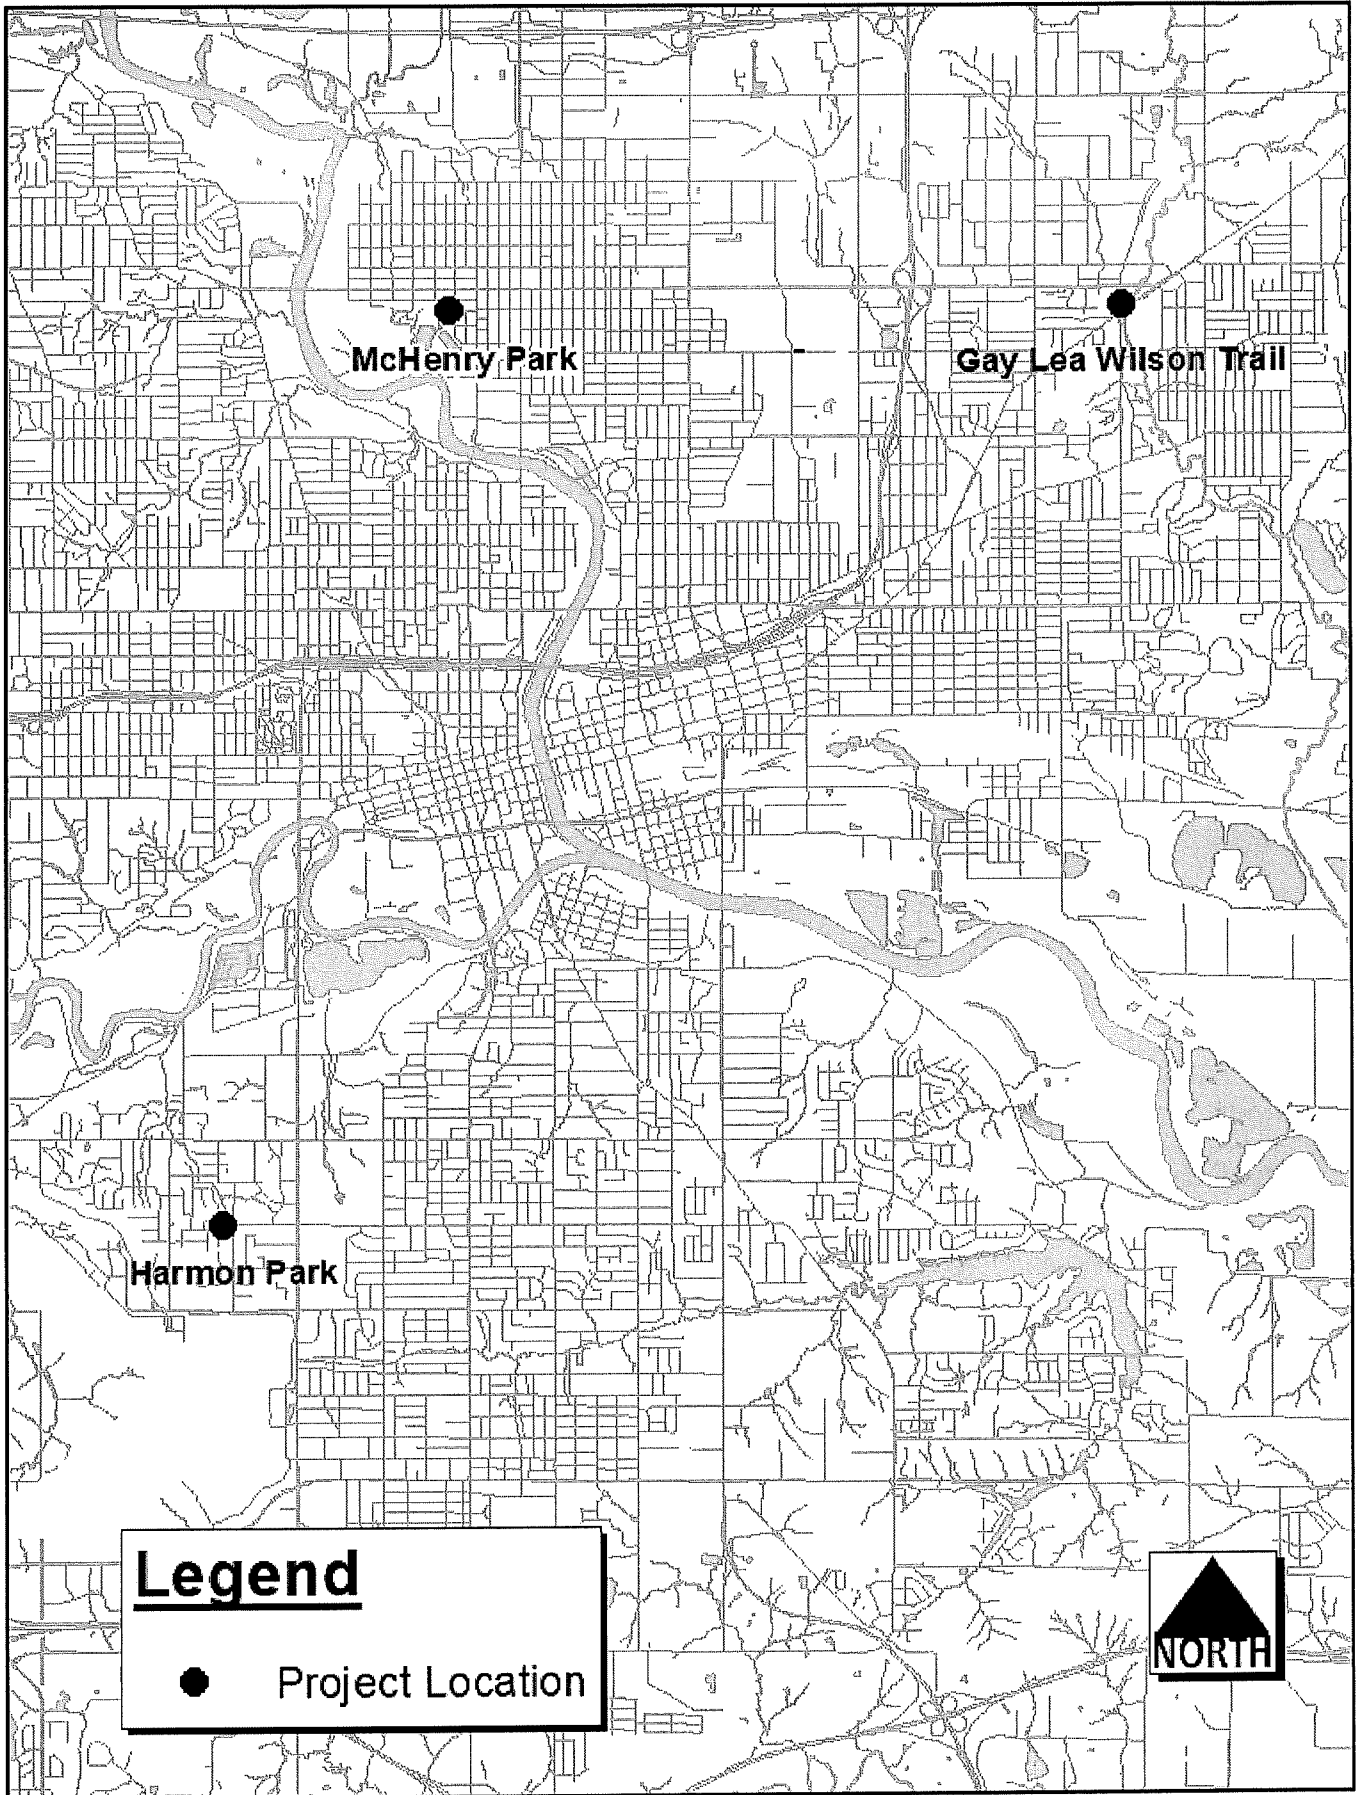 McHenry Park
Gay Lea Wilson Trail
Harmon Park
Legend
Project Location
NORTH